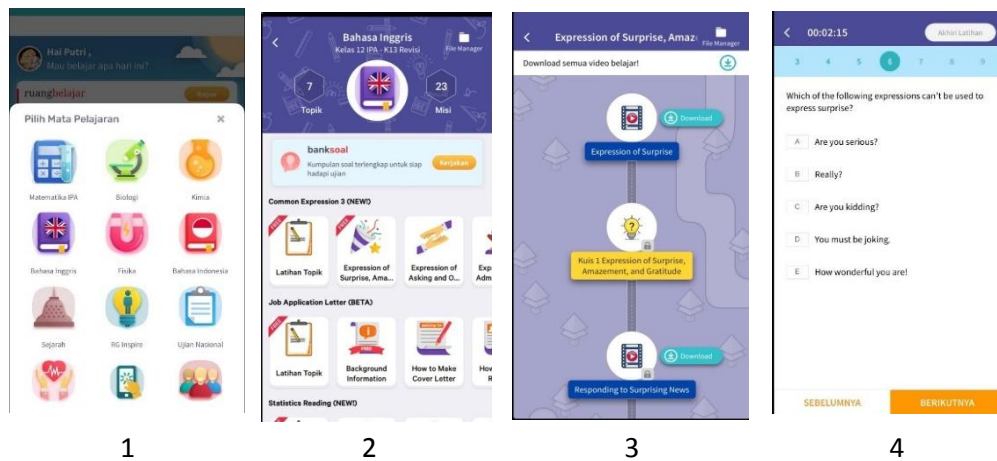 Hai Putri ,
Mau belajar apa hari ini?
ruangbelajar
Pilih Mata Pelajaran
×
Matematika IPA
Biologi
Kimia
Bahasa Inggris
Fisika
Bahasa Indonesia
Sejarah
RG Inspire
Ujian Nasional
1
Bahasa Inggris
Kelas 12 IPA - K13 Revisi
File Manager
7
Topik
23
Misi
banksoal
Kumpulan soal terlengkap untuk siap
hadapi ujian
Kerjakan
Common Expression 3 (NEW!)
FREE
Latihan Topik
FREE
Expression of
Surprise, Ama...
Expression of
Asking and O...
Exp
Adm
Job Application Letter (BETA)
FREE
Latihan Topik
Background
Information
How to Make
Cover Letter
How
R
Statistics Reading (NEW!)
2
Expression of Surprise, Amaz
File Manager
Download semua video belajar!
Download
Expression of Surprise
Kuis 1 Expression of Surprise,
Amazement, and Gratitude
Download
Responding to Surprising News
3
00:02:15
Akhiri Latihan
3 4 5 6 7 8 9
Which of the following expressions can't be used to
express surprise?
A Are you serious?
B Really?
C Are you kidding?
D You must be joking.
E How wonderful you are!
SEBELUMNYA
BERIKUTNYA
4